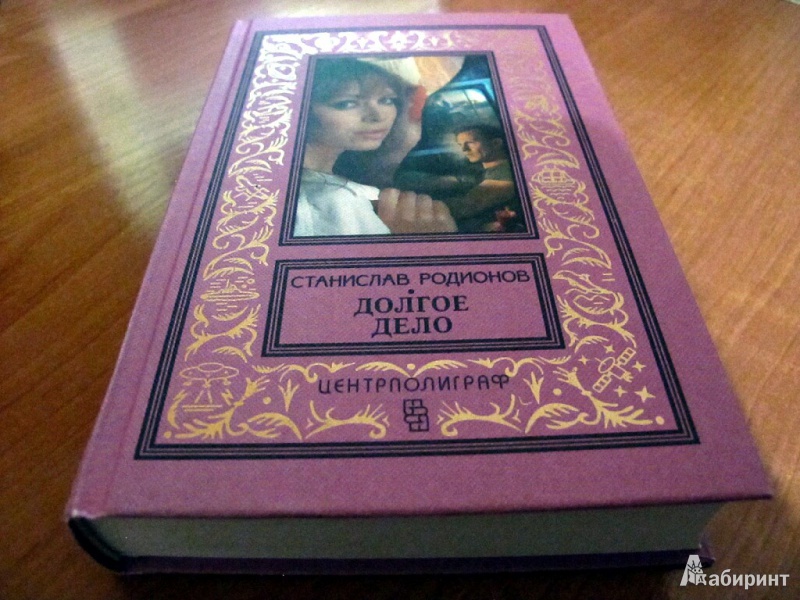 СТАНИСЛАВ РОДИОНОВ
ДОЛГОЕ
ДЕЛО
ЦЕНТРПОЛИГРАФ
Лабиринт